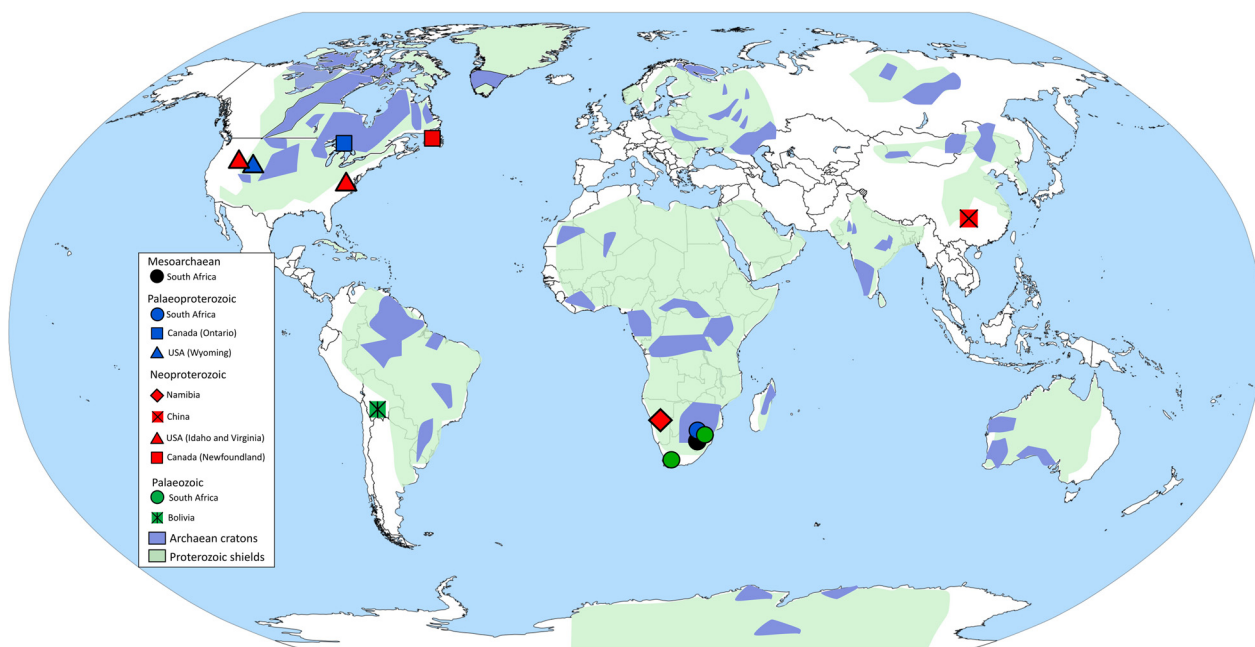 Mesoarchaean
South Africa
Palaeoproterozoic
South Africa
Canada (Ontario)
USA (Wyoming)
Neoproterozoic
Namibia
China
USA (Idaho and Virginia)
Canada (Newfoundland)
Palaeozoic
South Africa
Bolivia
Archaean cratons
Proterozoic shields